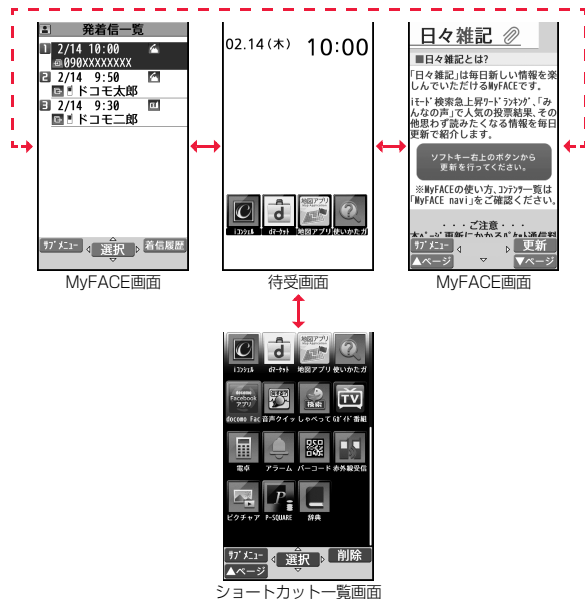 発着信一覧
1 2/14 10:00
090XXXXXXXX
2 2/14 9:50
ドコモ太郎
3 2/14 9:30
ドコモ二郎
サブメニュー 選択 着信履歴
MyFACE画面
02.14(木) 10:00
iコンシェル dマーケット 地図アプリ 使いかたガ
待受画面
日々雑記
■日々雑記とは?
「日々雑記」は毎日新しい情報を楽
しんでいただけるMyFACEです。
iモード検索急上昇ワードランキング、「み
んなの声」で人気の投票結果、その
他思わず読みたくなる情報を毎日
更新で紹介します。
ソフトキー右上のボタンから
更新を行ってください。
※MyFACEの使い方、コンテンツ一覧は
「MyFACE navi」をご確認ください。
・・・ご注意・・・
サブメニュー 更新
▲ページ ▼ページ
MyFACE画面
地図アプリ
iコンシェル dマーケット 地図アプリ 使いかたガ
docomo
Facebook
アプリ
検索
TV
docomo Fac 音声クイッ しゃべって Gガイド番組
電卓 アラーム バーコード 赤外線受信
P-SQUARE
ピクチャア P-SQUARE 辞典
サブメニュー 選択 削除
▲ページ
ショートカット一覧画面